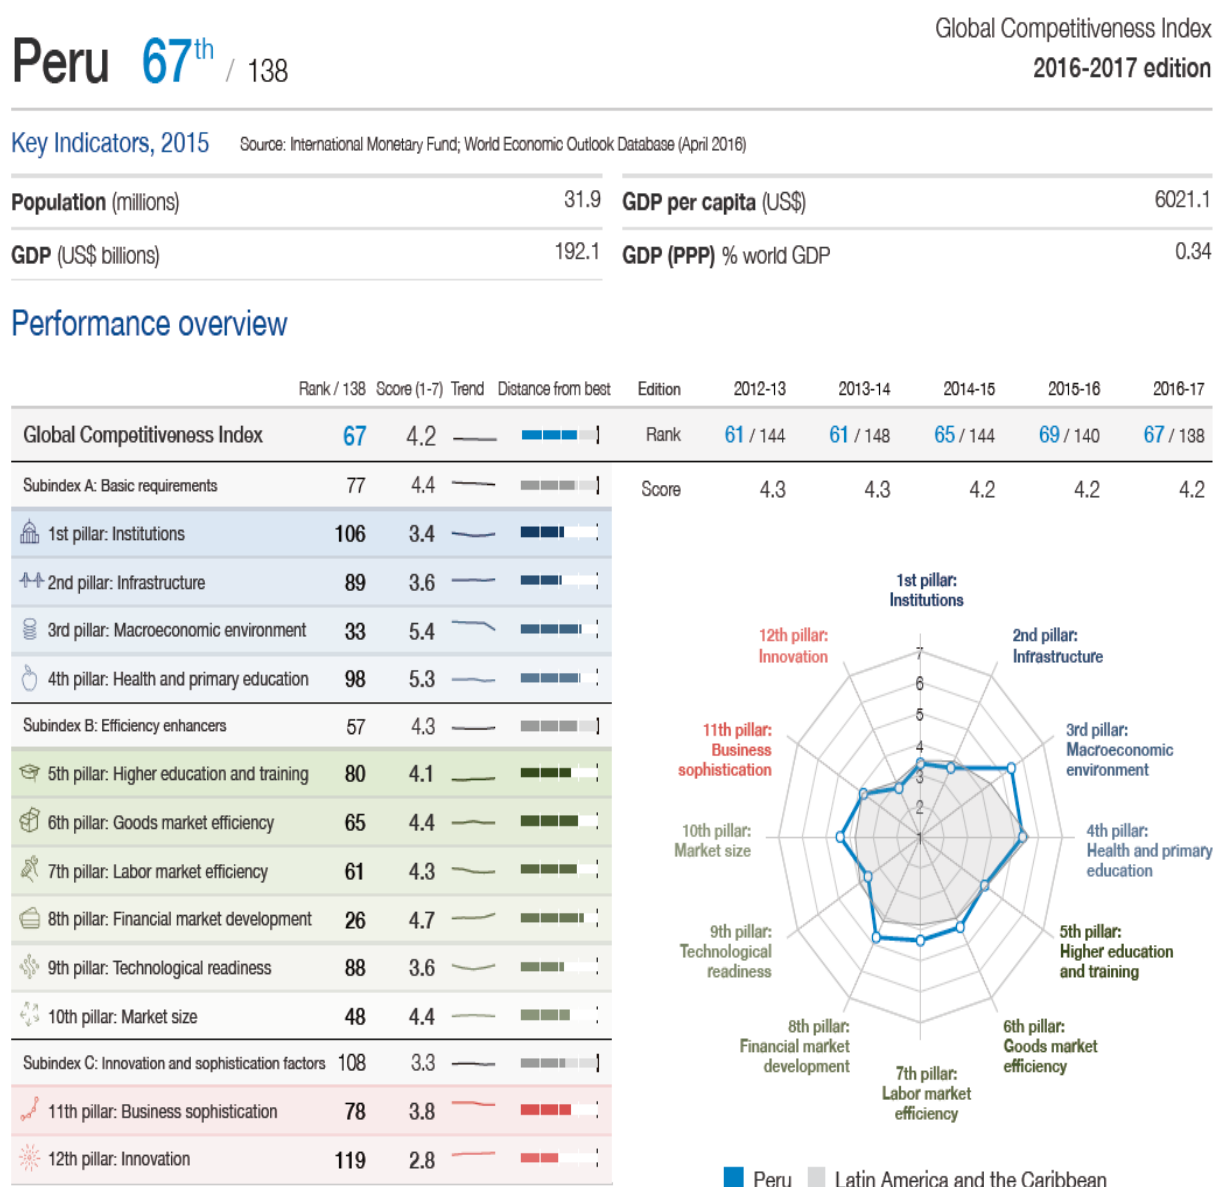 Peru 67th / 138
Global Competitiveness Index
2016-2017 edition
Key Indicators, 2015 Source: International Monetary Fund; World Economic Outlook Database (April 2016)
Population (millions) 31.9 GDP per capita (US$) 6021.1
GDP (US$ billions) 192.1 GDP (PPP) % world GDP 0.34
Performance overview
Rank / 138 Score (1-7) Trend Distance from best Edition 2012-13 2013-14 2014-15 2015-16 2016-17
Global Competitiveness Index 67 4.2 Rank 61 / 144 61 / 148 65 / 144 69 / 140 67 / 138
Subindex A: Basic requirements 77 4.4 Score 4.3 4.3 4.2 4.2 4.2
1st pillar: Institutions 106 3.4
2nd pillar: Infrastructure 89 3.6
3rd pillar: Macroeconomic environment 33 5.4
4th pillar: Health and primary education 98 5.3
Subindex B: Efficiency enhancers 57 4.3
5th pillar: Higher education and training 80 4.1
6th pillar: Goods market efficiency 65 4.4
7th pillar: Labor market efficiency 61 4.3
8th pillar: Financial market development 26 4.7
9th pillar: Technological readiness 88 3.6
10th pillar: Market size 48 4.4
Subindex C: Innovation and sophistication factors 108 3.3
11th pillar: Business sophistication 78 3.8
12th pillar: Innovation 119 2.8
1st pillar:
Institutions
2nd pillar:
Infrastructure
3rd pillar:
Macroeconomic
environment
4th pillar:
Health and primary
education
5th pillar:
Higher education
and training
6th pillar:
Goods market
efficiency
7th pillar:
Labor market
efficiency
8th pillar:
Financial market
development
9th pillar:
Technological
readiness
10th pillar:
Market size
11th pillar:
Business
sophistication
12th pillar:
Innovation
7
6
5
4
3
2
1
Peru Latin America and the Caribbean